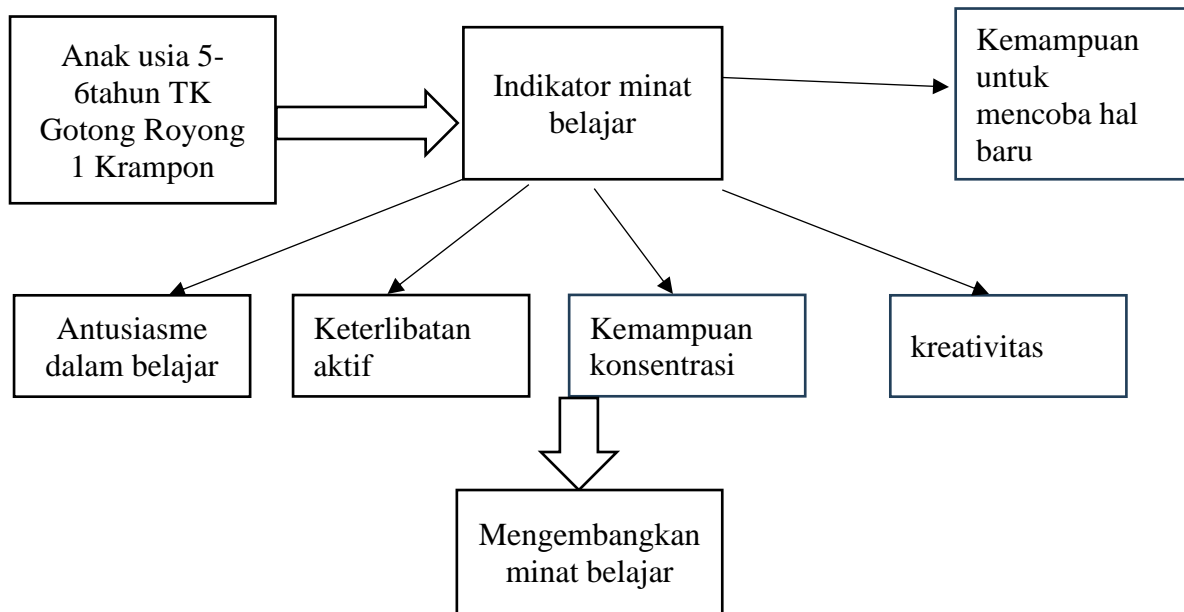 Anak usia 5-
6tahun TK
Gotong Royong
1 Krampon
Indikator minat
belajar
Kemampuan
untuk
mencoba hal
baru
Antusiasme
dalam belajar
Keterlibatan
aktif
Kemampuan
konsentrasi
kreativitas
Mengembangkan
minat belajar